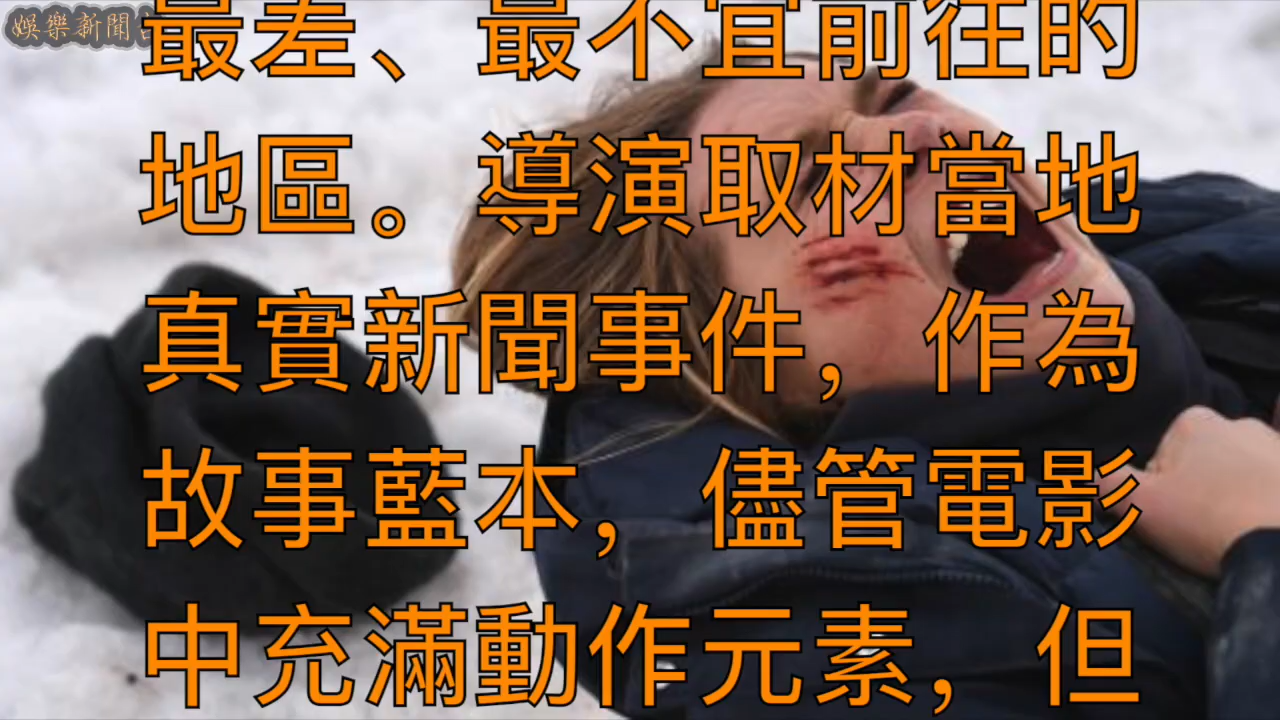 娛樂新聞
最差、最不宜前往的
地區。導演取材當地
真實新聞事件，作為
故事藍本，儘管電影
中充滿動作元素，但